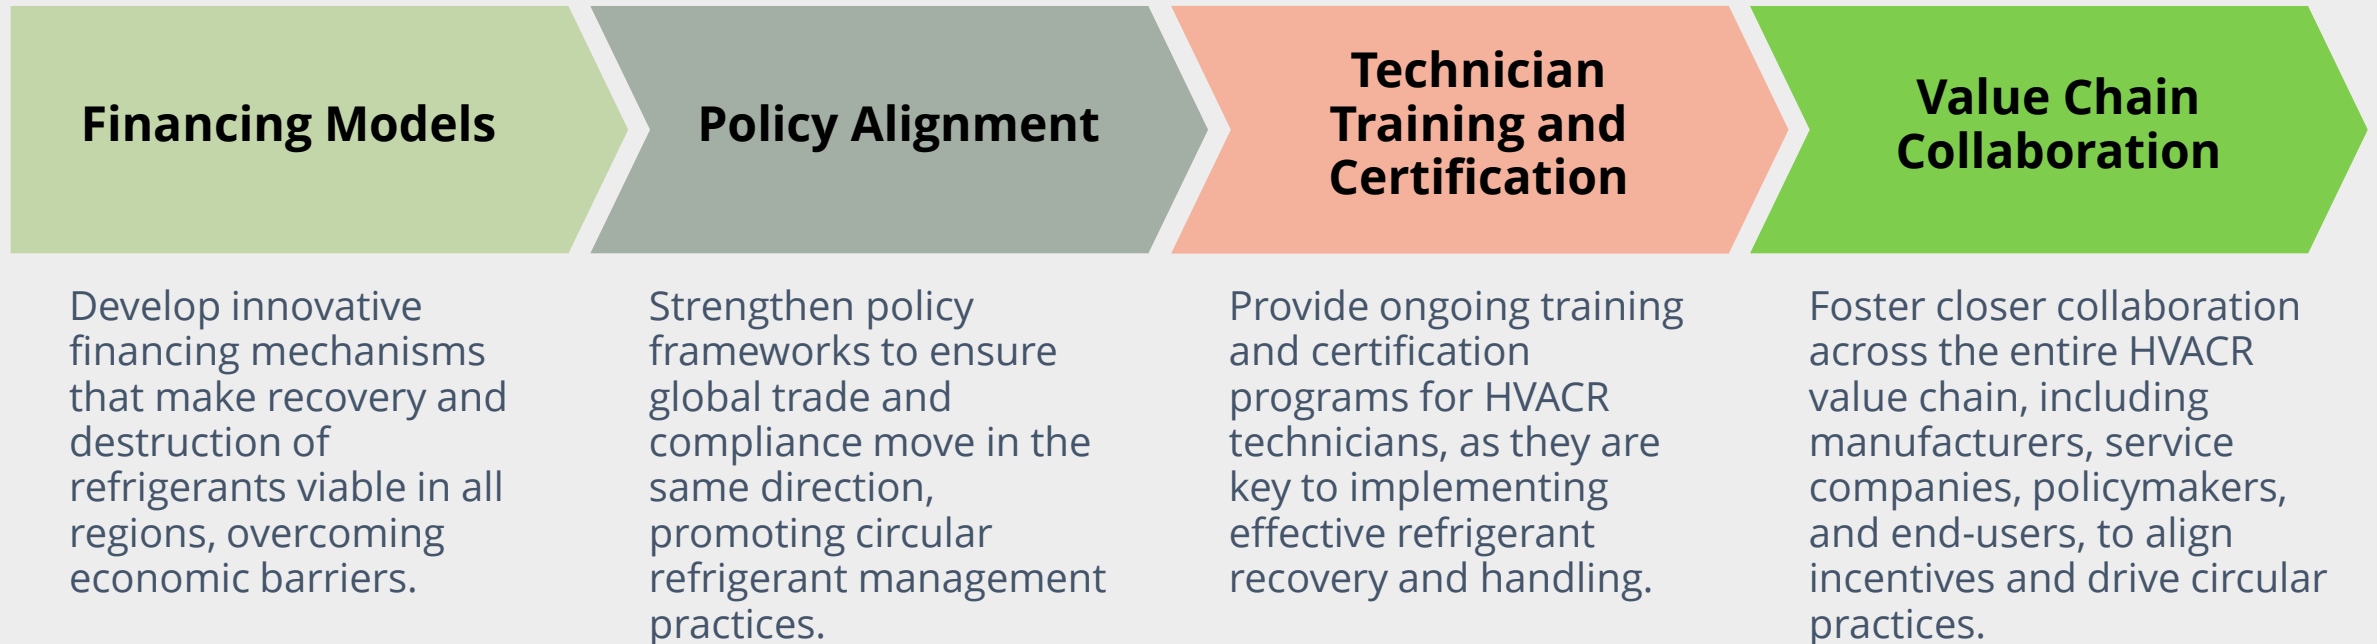 Financing Models
Develop innovative
financing mechanisms
that make recovery and
destruction of
refrigerants viable in all
regions, overcoming
economic barriers.
Policy Alignment
Strengthen policy
frameworks to ensure
global trade and
compliance move in the
same direction,
promoting circular
refrigerant management
practices.
Technician
Training and
Certification
Provide ongoing training
and certification
programs for HVACR
technicians, as they are
key to implementing
effective refrigerant
recovery and handling.
Value Chain
Collaboration
Foster closer collaboration
across the entire HVACR
value chain, including
manufacturers, service
companies, policymakers,
and end-users, to align
incentives and drive circular
practices.